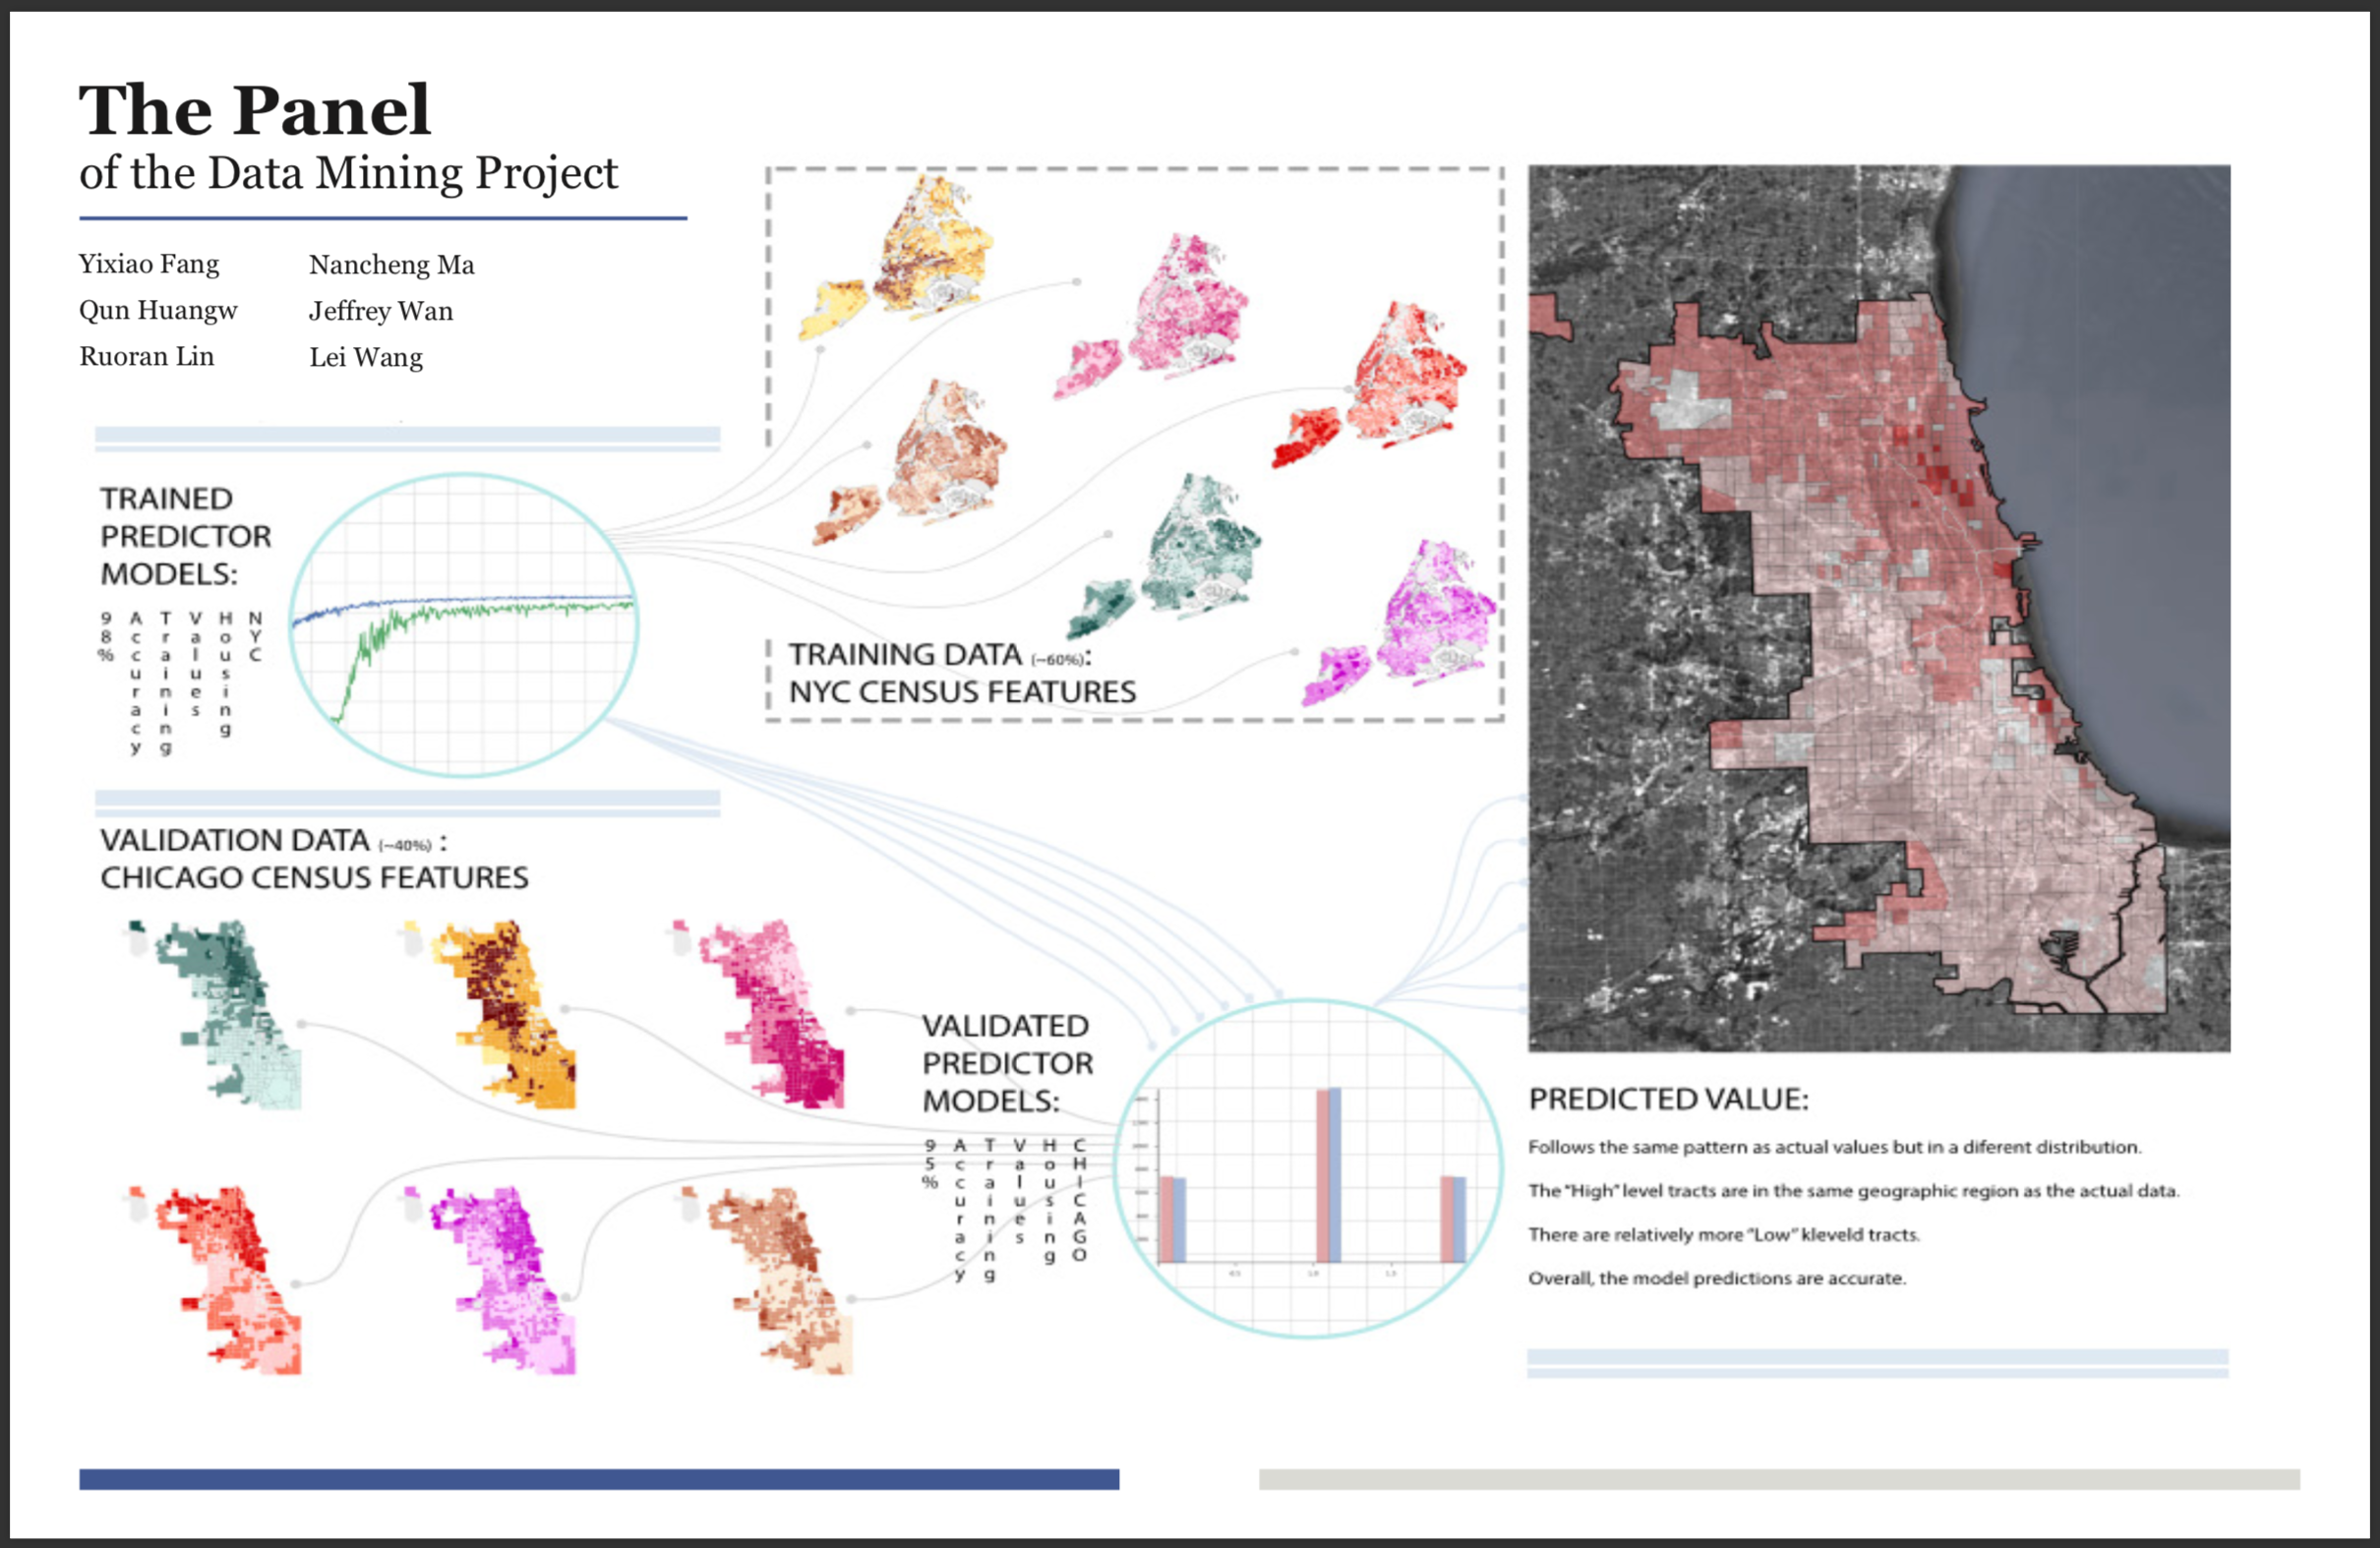 The Panel
of the Data Mining Project
Yixiao Fang
Nancheng Ma
Qun Huangw
Jeffrey Wan
Ruoran Lin
Lei Wang
TRAINED
PREDICTOR
MODELS:
98%
Accuracy
Training
Values
Housing
NYC
TRAINING DATA (~60%):
NYC CENSUS FEATURES
VALIDATION DATA (~40%) :
CHICAGO CENSUS FEATURES
VALIDATED
PREDICTOR
MODELS:
95%
Accuracy
Training
Values
Housing
CHICAGO
PREDICTED VALUE:
Follows the same pattern as actual values but in a diferent distribution.
The "High" level tracts are in the same geographic region as the actual data.
There are relatively more "Low" kleveld tracts.
Overall, the model predictions are accurate.